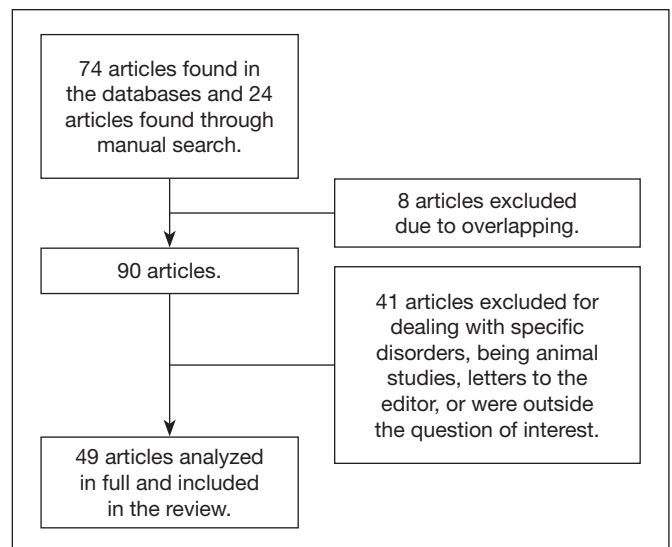 74 articles found in
the databases and 24
articles found through
manual search.
8 articles excluded
due to overlapping.
90 articles.
41 articles excluded for
dealing with specific
disorders, being animal
studies, letters to the
editor, or were outside
the question of interest.
49 articles analyzed
in full and included
in the review.